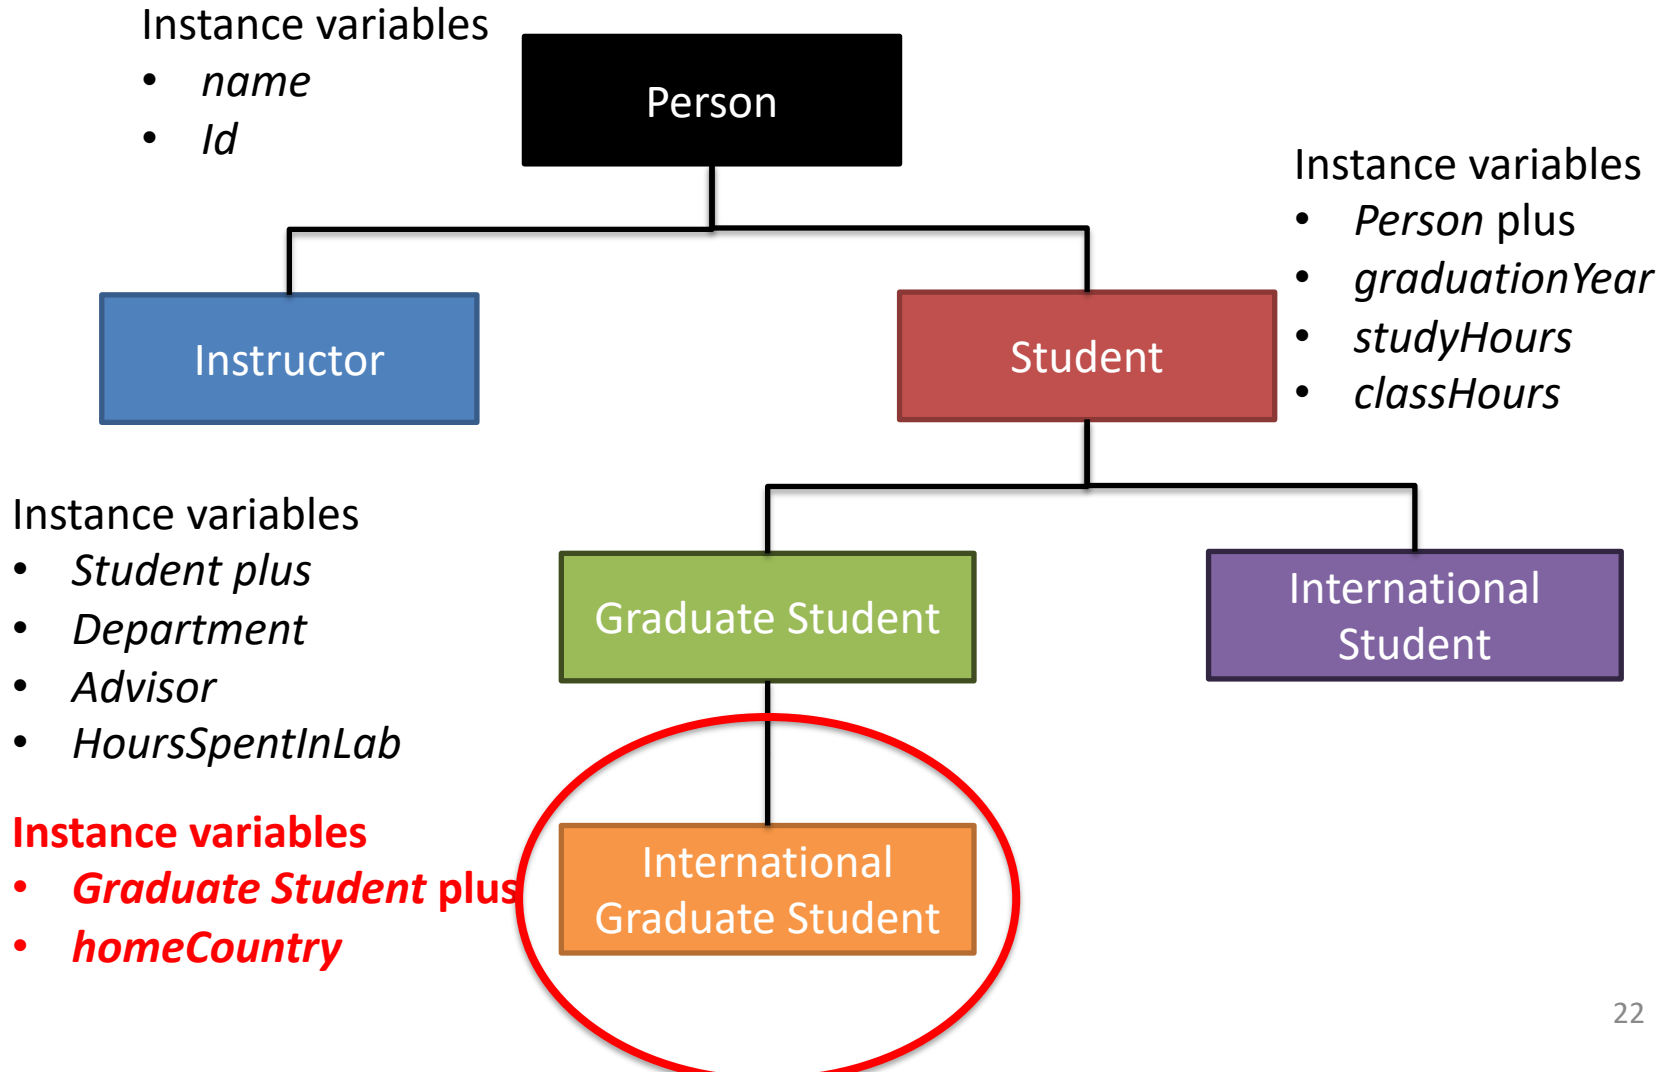 Instance variables
• name
• Id
Person
Instance variables
• Person plus
• graduationYear
• studyHours
• classHours
Instructor
Student
Instance variables
• Student plus
• Department
• Advisor
• HoursSpentInLab
Graduate Student
International
Student
Instance variables
• Graduate Student plus
• homeCountry
International
Graduate Student
22